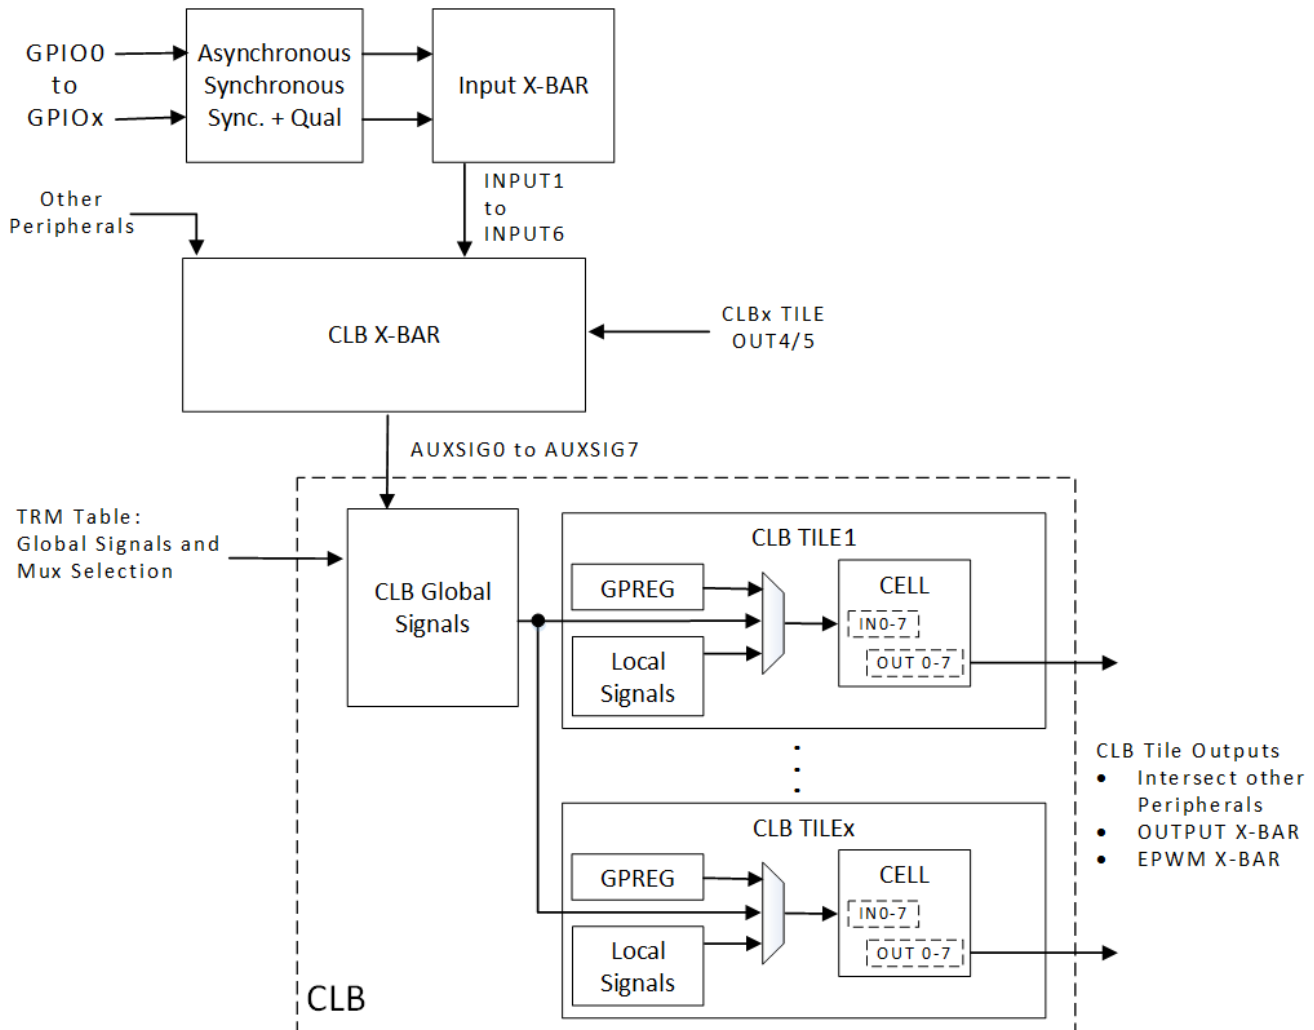 GPIO0
to
GPIOx
Asynchronous
Synchronous
Sync. + Qual
Input X-BAR
INPUT1
to
INPUT6
Other
Peripherals
CLB X-BAR
CLBx TILE
OUT4/5
AUXSIG0 to AUXSIG7
TRM Table:
Global Signals and
Mux Selection
CLB Global
Signals
CLB TILE1
GPREG
Local
Signals
CELL
IN0-7
OUT 0-7
CLB TILEx
GPREG
Local
Signals
CELL
IN0-7
OUT 0-7
CLB Tile Outputs
• Intersect other
Peripherals
• OUTPUT X-BAR
• EPWM X-BAR
CLB